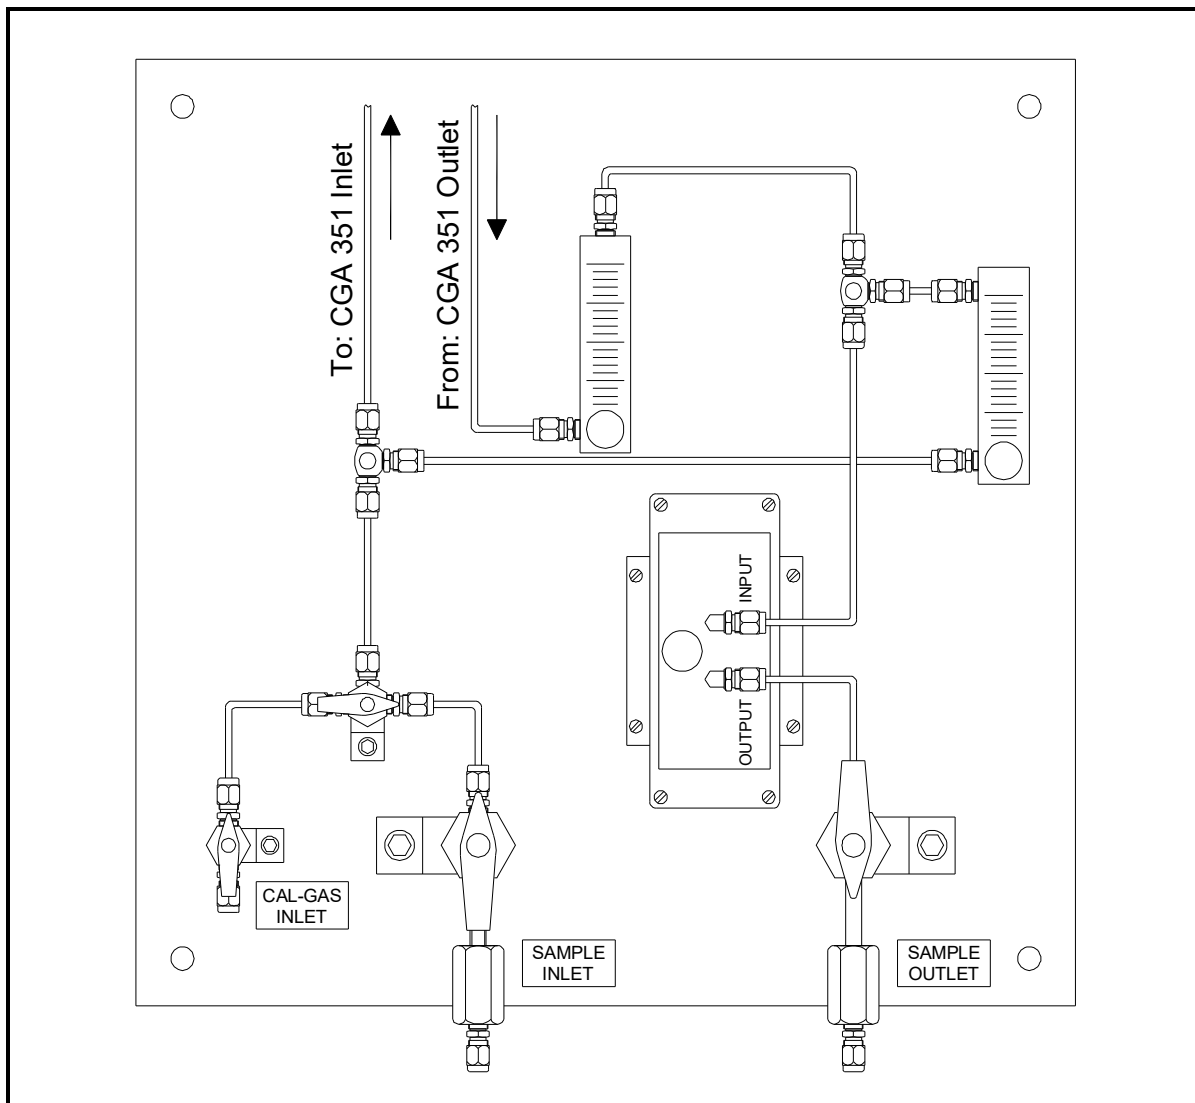 To: CGA 351 Inlet
From: CGA 351 Outlet
INPUT
OUTPUT
CAL-GAS
INLET
SAMPLE
INLET
SAMPLE
OUTLET